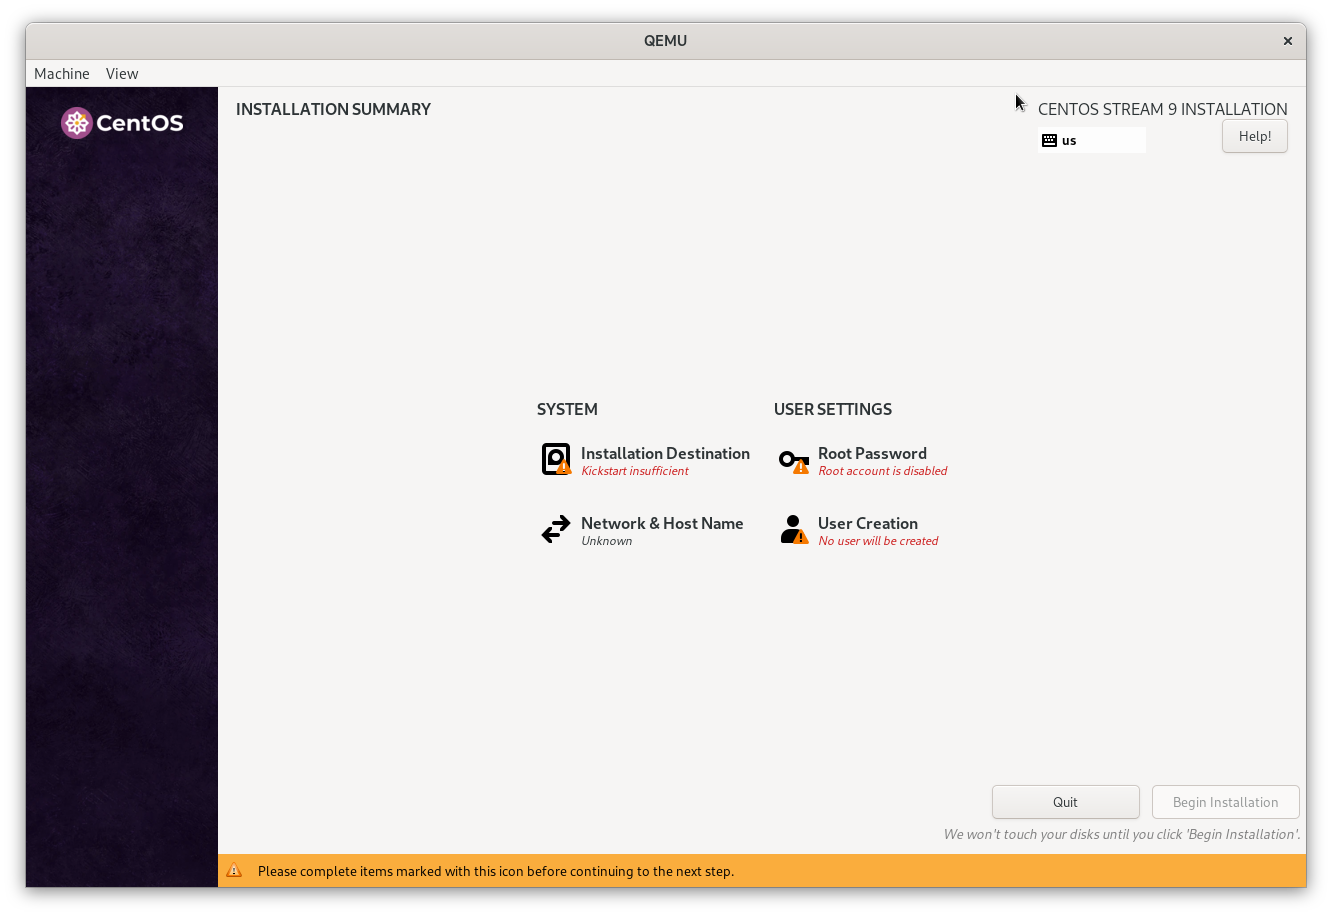 QEMU
×
Machine View
CentOS
INSTALLATION SUMMARY
CENTOS STREAM 9 INSTALLATION
us
Help!
SYSTEM
USER SETTINGS
Installation Destination
Kickstart insufficient
Root Password
Root account is disabled
Network & Host Name
Unknown
User Creation
No user will be created
Quit
Begin Installation
We won't touch your disks until you click 'Begin Installation'.
Please complete items marked with this icon before continuing to the next step.